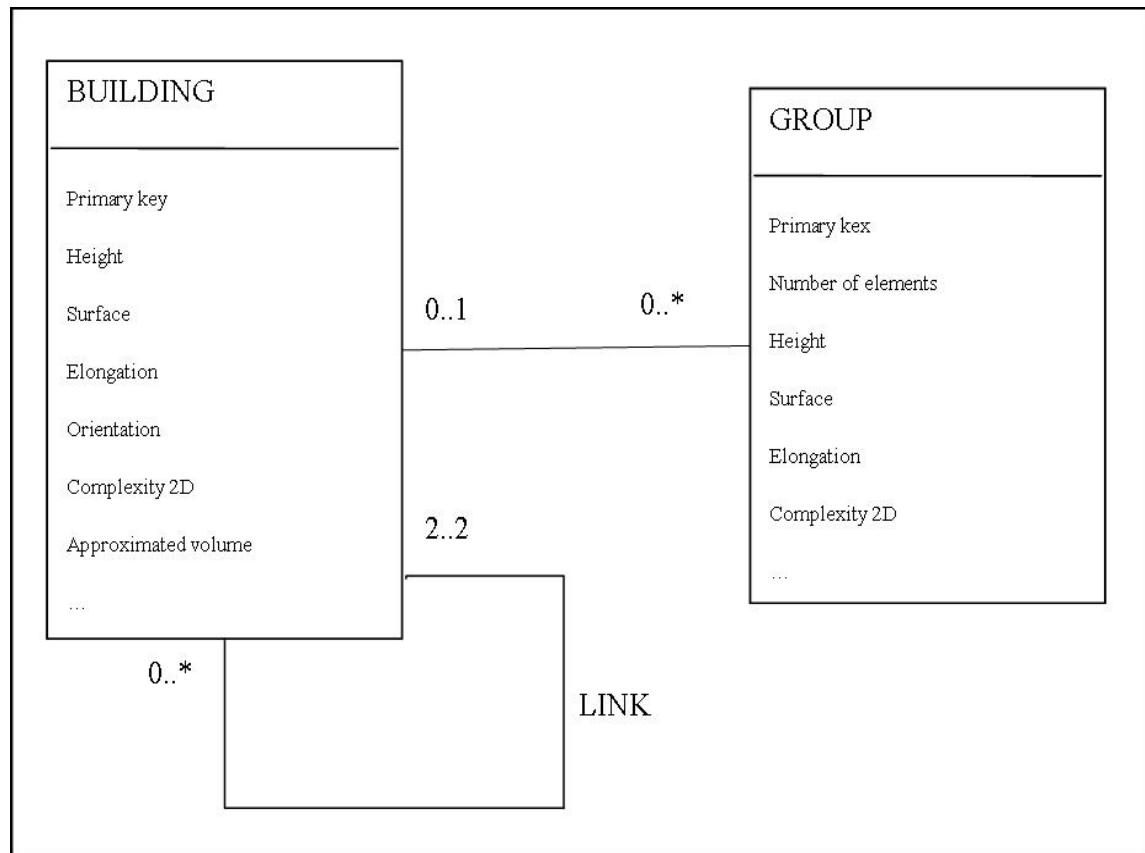 BUILDING
Primary key
Height
Surface
Elongation
Orientation
Complexity 2D
Approximated volume
...
0..1
0..*
2..2
0..*
LINK
GROUP
Primary kex
Number of elements
Height
Surface
Elongation
Complexity 2D
...